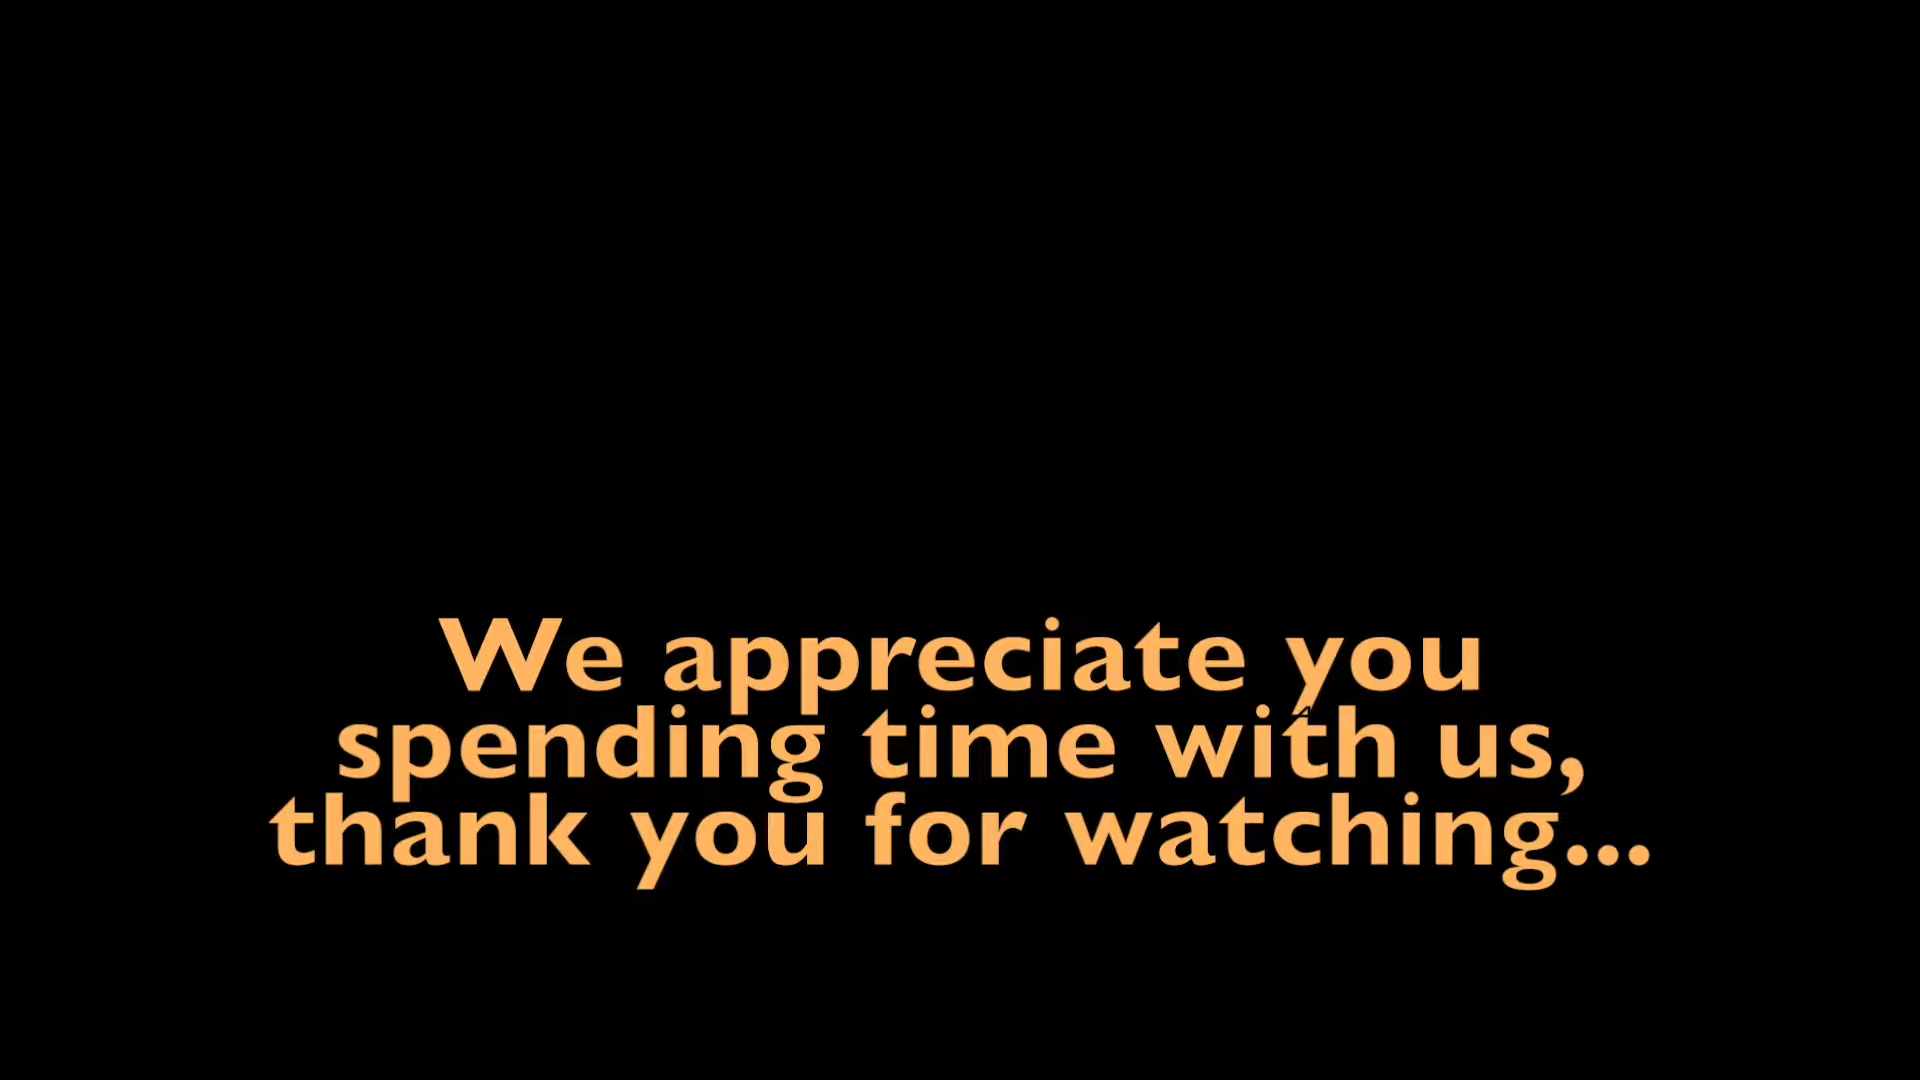 We appreciate you
spending time with us,
thank you for watching...